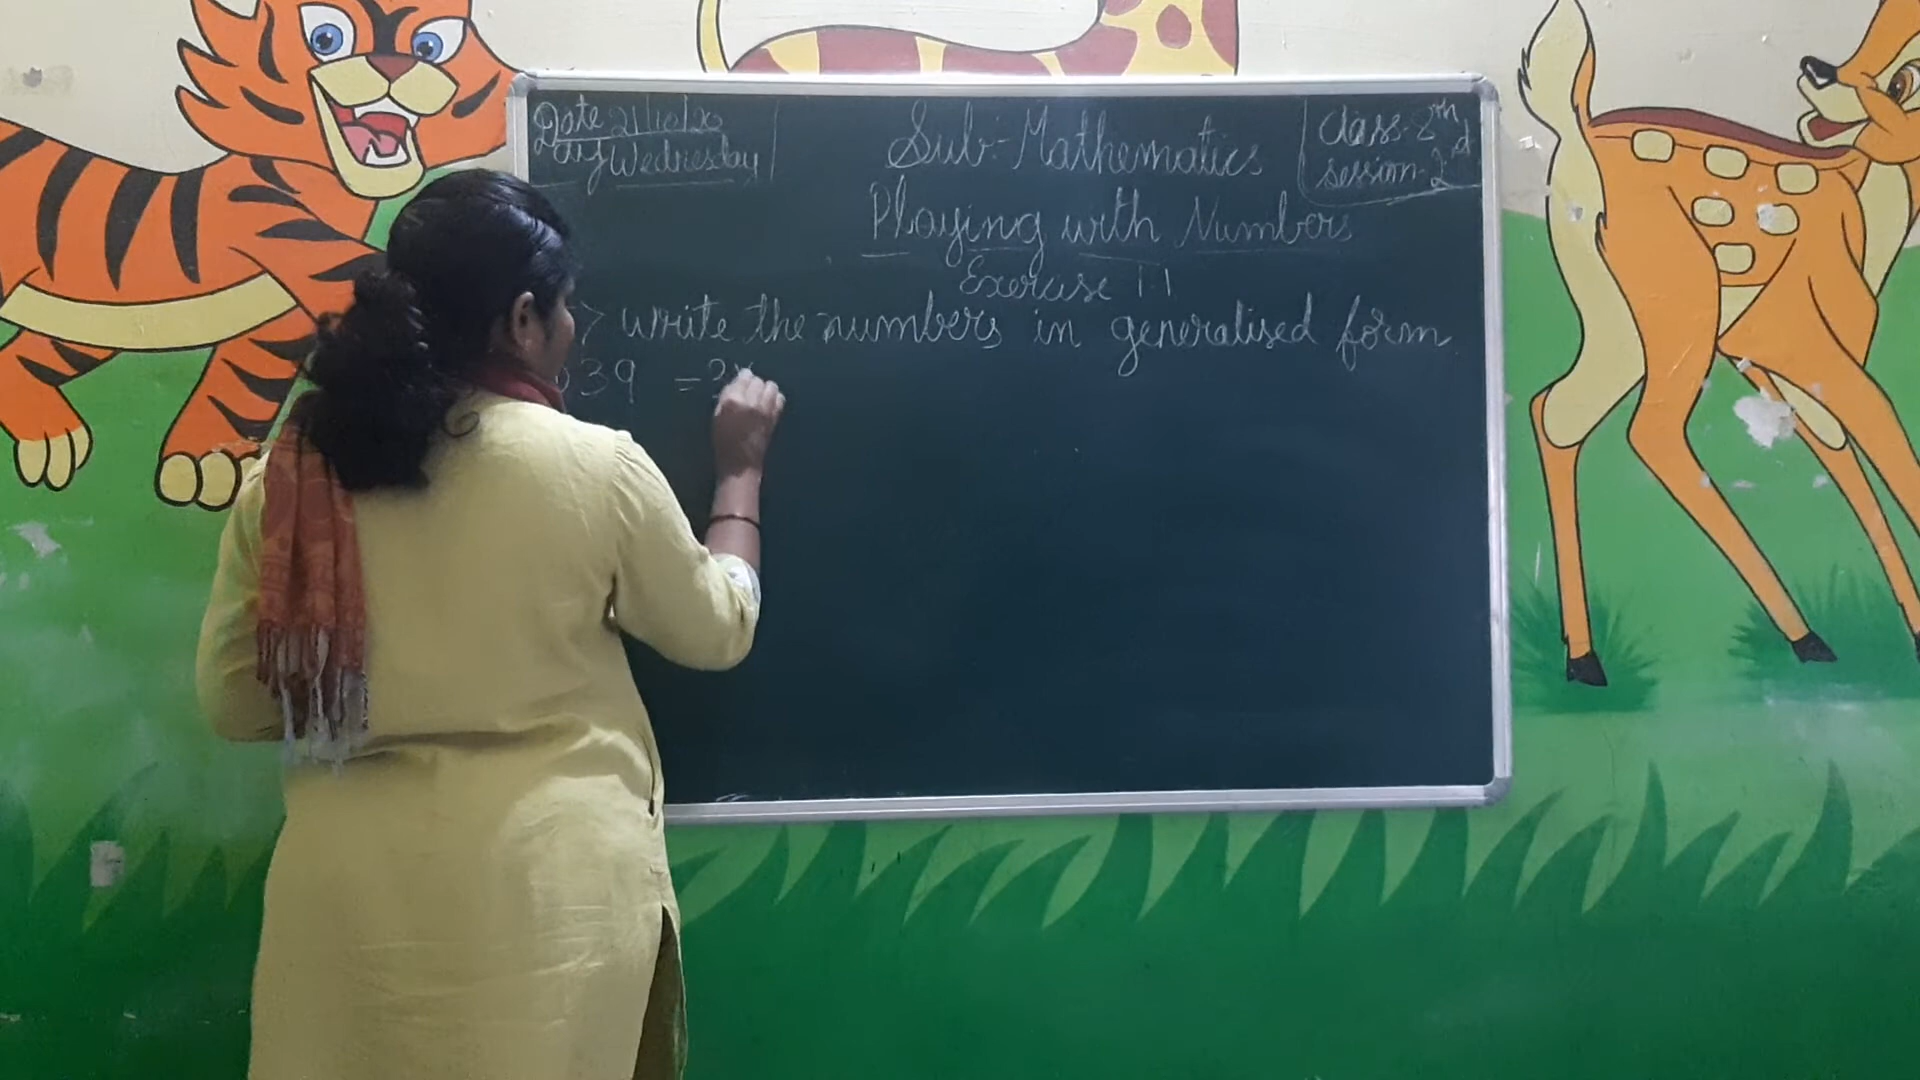 Date 21/10/20
Day Wednesday
Sub:- Mathematics
Class- 8th
session- 2nd
Playing with Numbers
Exercise 1.1
> write the numbers in generalised form
39 =